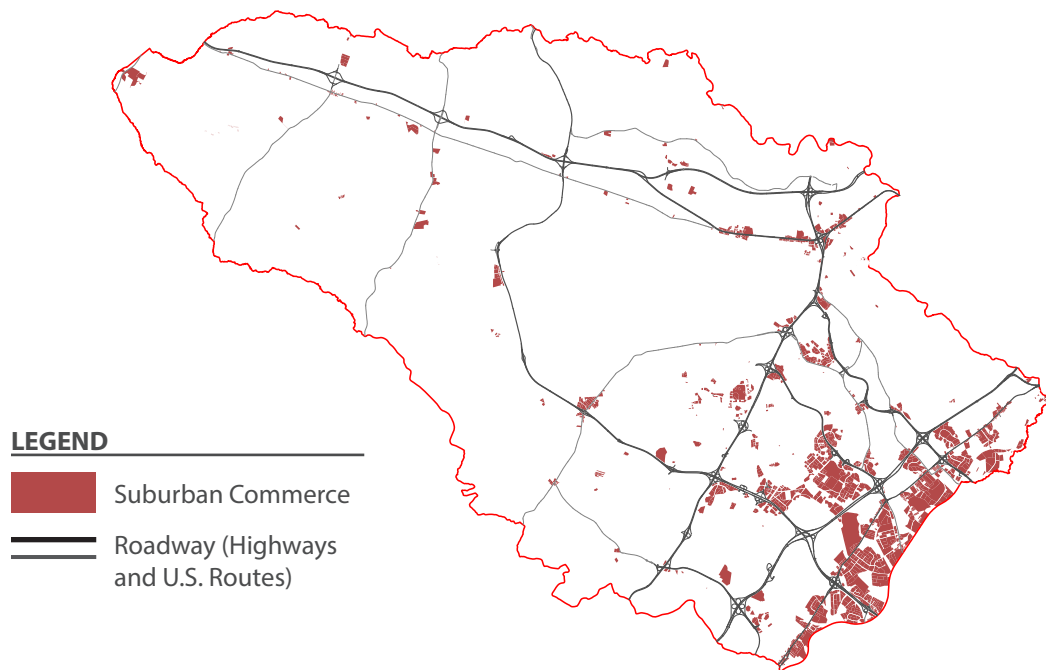 LEGEND
Suburban Commerce
Roadway (Highways
and U.S. Routes)